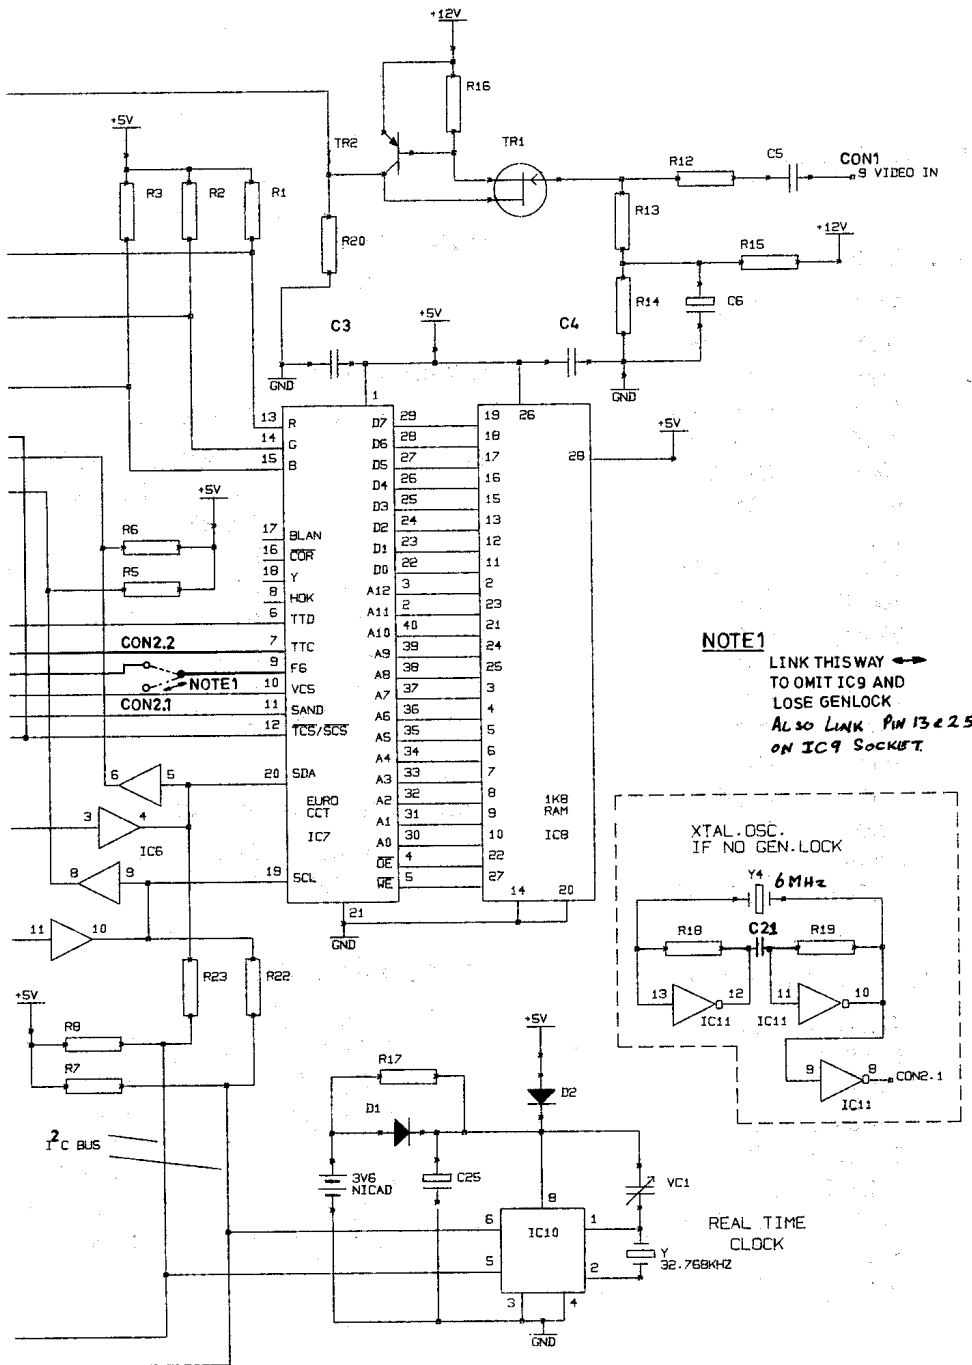 +12V
R16
+5V
TR2
TR1
C5
CON1
9 VIDEO IN
R12
R3
R2
R1
R13
R20
+12V
R15
R14
C6
+5V
C3
C4
GND
GND
1
26
13 R
14 G
15 B
D7 29 19
D6 28 18
D5 27 17
D4 26 16
D3 25 15
D2 24 13
D1 23 12
D0 22 11
A12 3 2
A11 2 23
A10 40 21
A9 39 24
A8 38 25
A7 37 3
A6 36 4
A5 35 5
A4 34 6
A3 33 7
A2 32 8
A1 31 9
A0 30 10
OE 4 22
WE 5 27
28
+5V
+5V
R6
R5
17 BLAN
16 COR
18 Y
8 HOK
6 TTD
7 TTC
9 F6
10 VCS
11 SAND
12 TCS/SCS
20 SDA
19 SCL
CON2.2
NOTE1
CON2.1
EURO
CCT
IC7
1K8
RAM
IC8
21
14
20
GND
6 5
3 4
IC6
8 9
11 10
NOTE1
LINK THIS WAY
TO OMIT IC9 AND
LOSE GENLOCK
ALSO LINK PIN 13 & 25
ON IC9 SOCKET
XTAL.OSC.
IF NO GEN.LOCK
Y4 6MHz
R18
C21
R19
13 12
IC11
11 10
IC11
9 8
CON2.1
IC11
R23
R22
+5V
R8
R7
I2C BUS
R17
+5V
D1
D2
3V6
NICAD
C25
VC1
8
6
5
IC10
1
2
3
4
Y
32.768KHZ
REAL TIME
CLOCK
GND